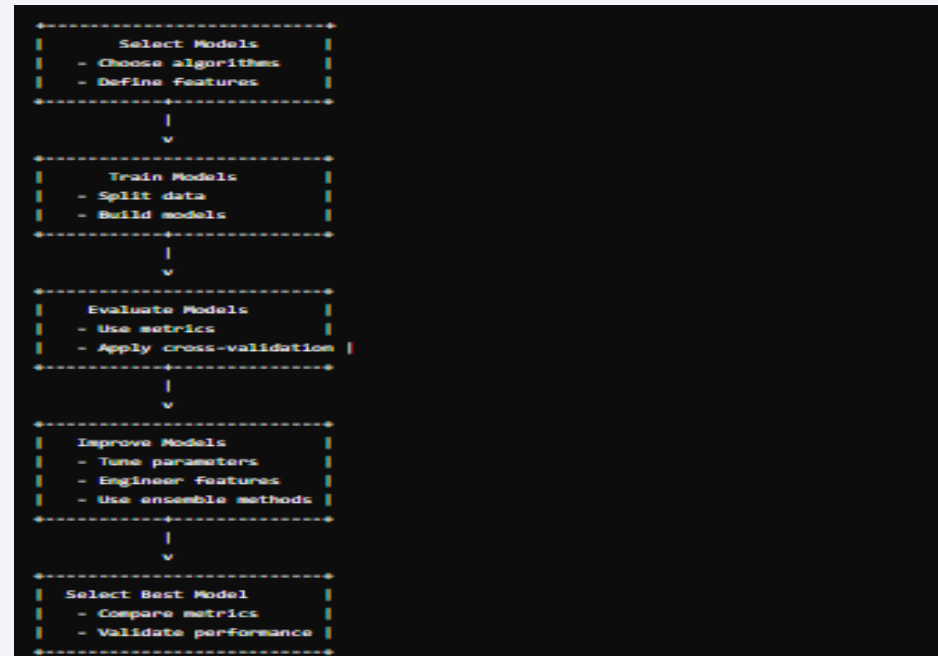 Select Models
- Choose algorithms
- Define features
Train Models
- Split data
- Build models
Evaluate Models
- Use metrics
- Apply cross-validation
Improve Models
- Tune parameters
- Engineer features
- Use ensemble methods
Select Best Model
- Compare metrics
- Validate performance